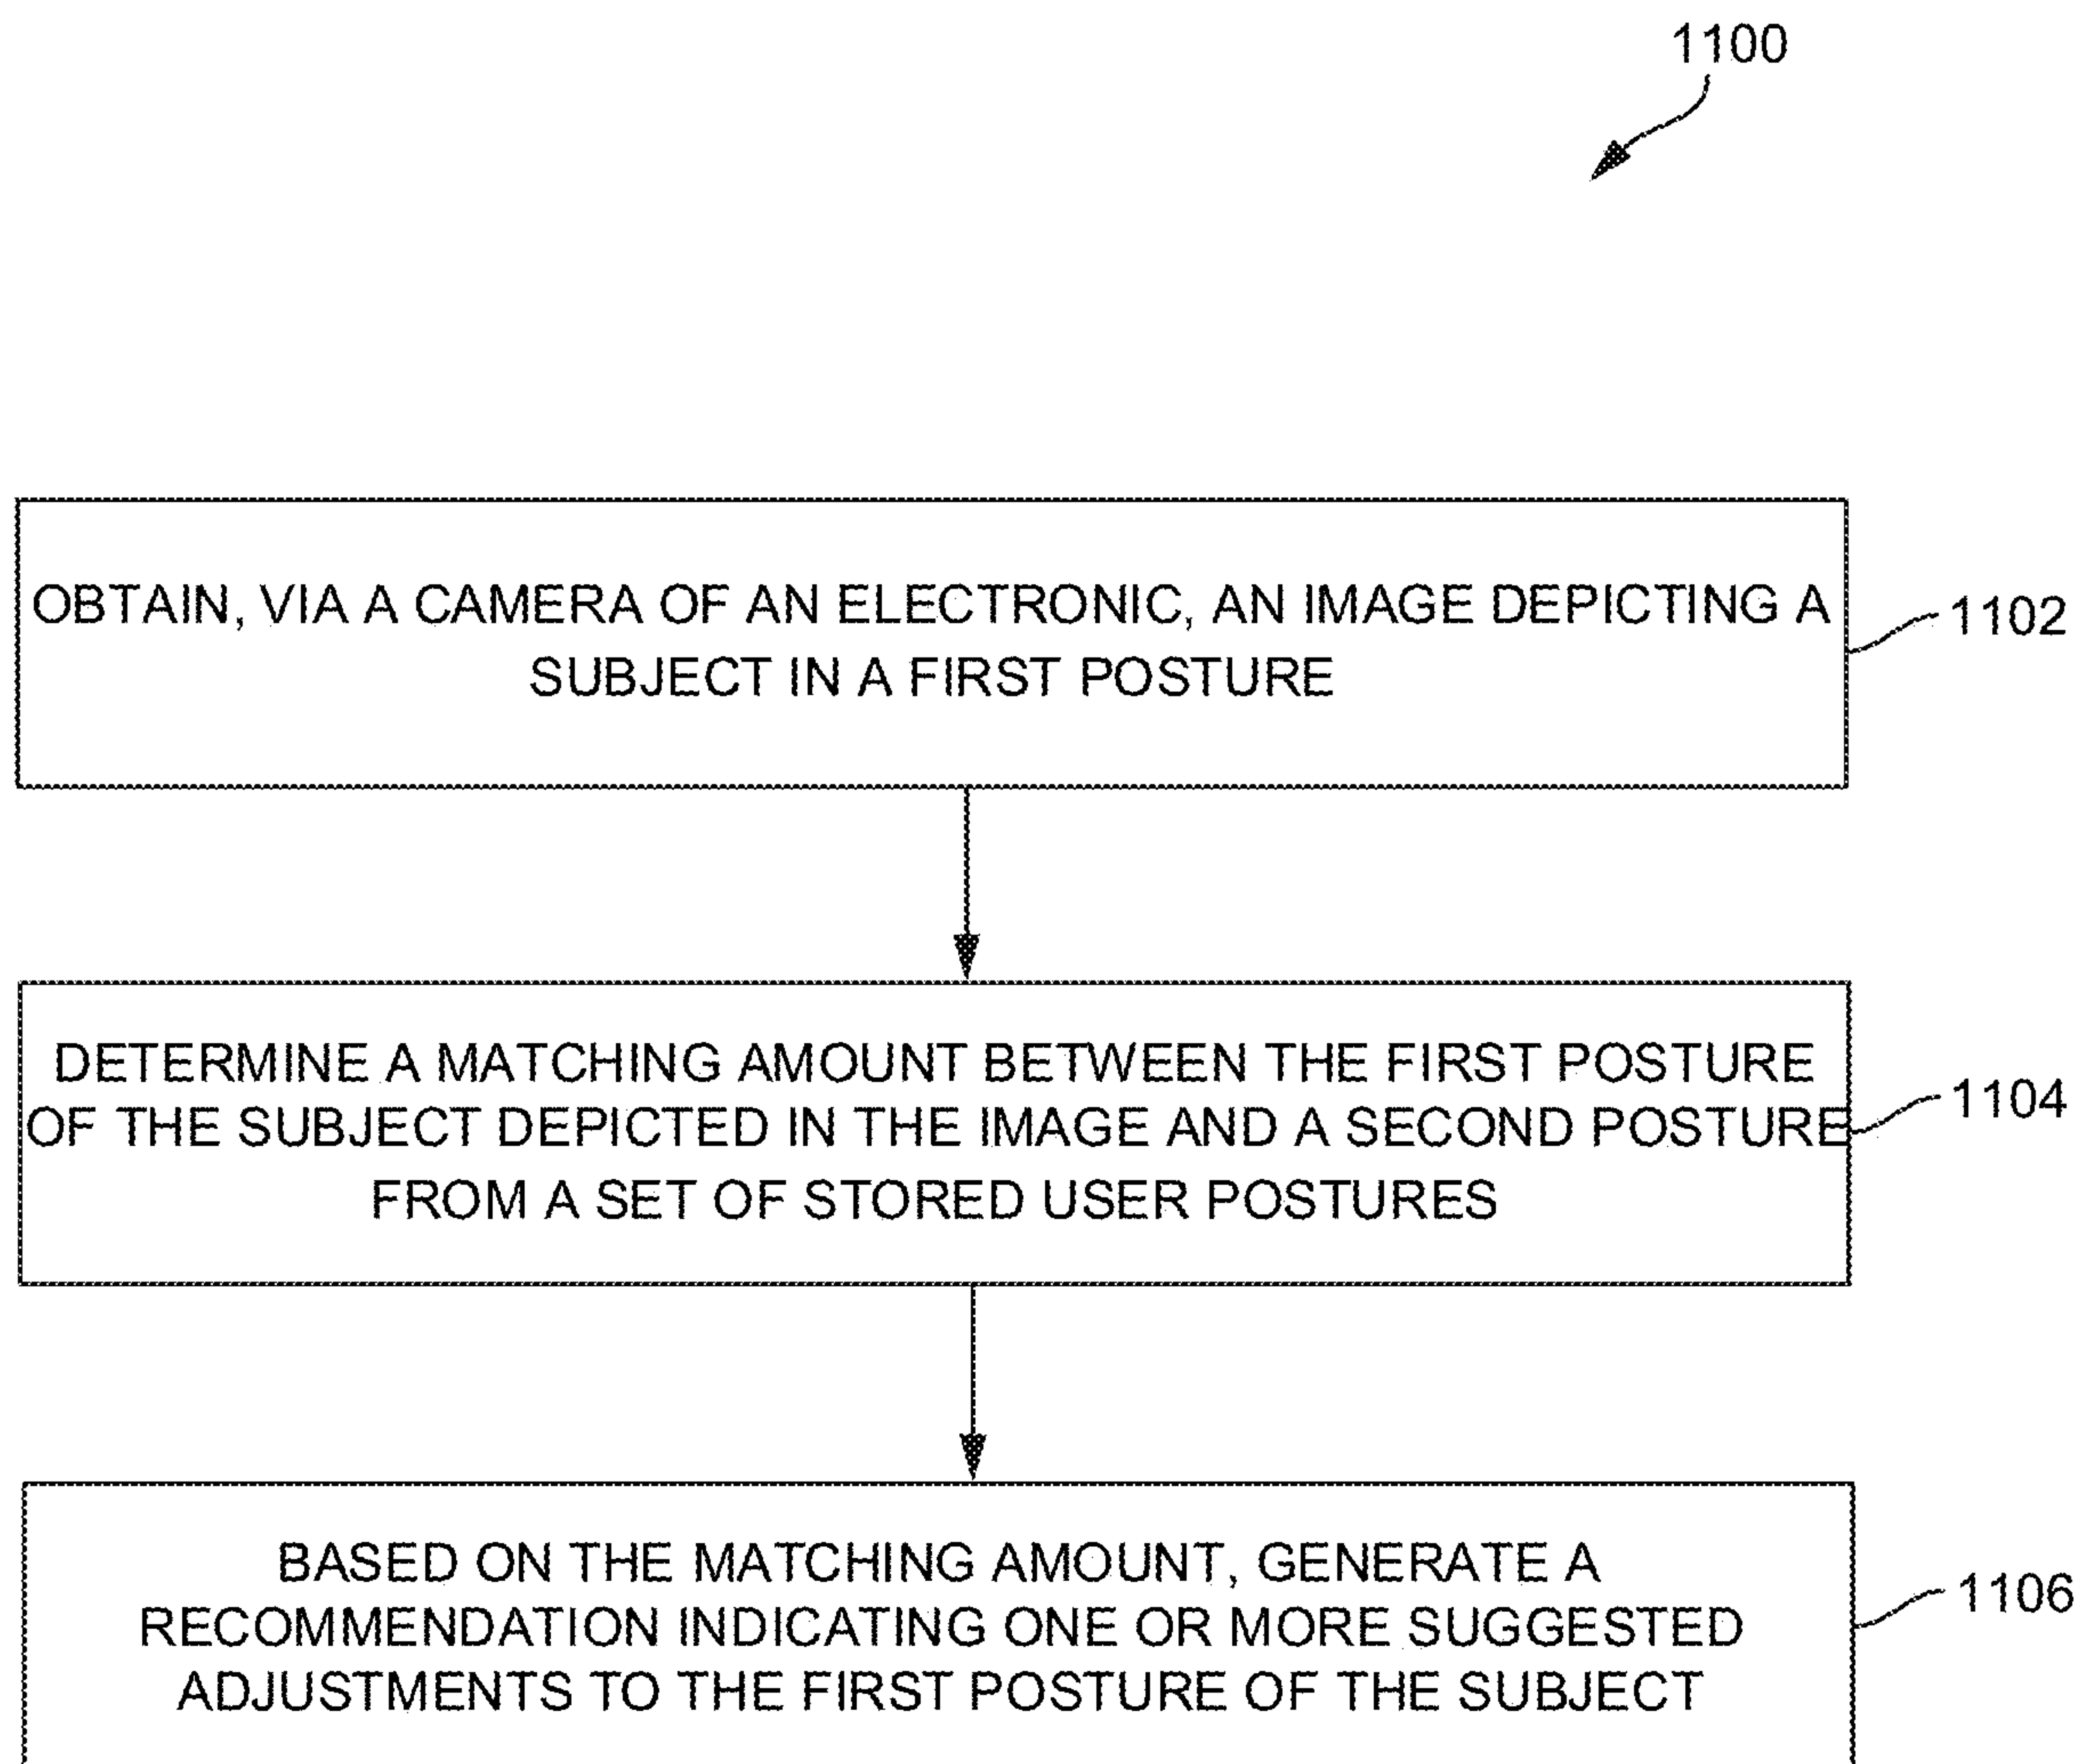 1100
OBTAIN, VIA A CAMERA OF AN ELECTRONIC, AN IMAGE DEPICTING A
SUBJECT IN A FIRST POSTURE
1102
DETERMINE A MATCHING AMOUNT BETWEEN THE FIRST POSTURE
OF THE SUBJECT DEPICTED IN THE IMAGE AND A SECOND POSTURE
FROM A SET OF STORED USER POSTURES
1104
BASED ON THE MATCHING AMOUNT, GENERATE A
RECOMMENDATION INDICATING ONE OR MORE SUGGESTED
ADJUSTMENTS TO THE FIRST POSTURE OF THE SUBJECT
1106